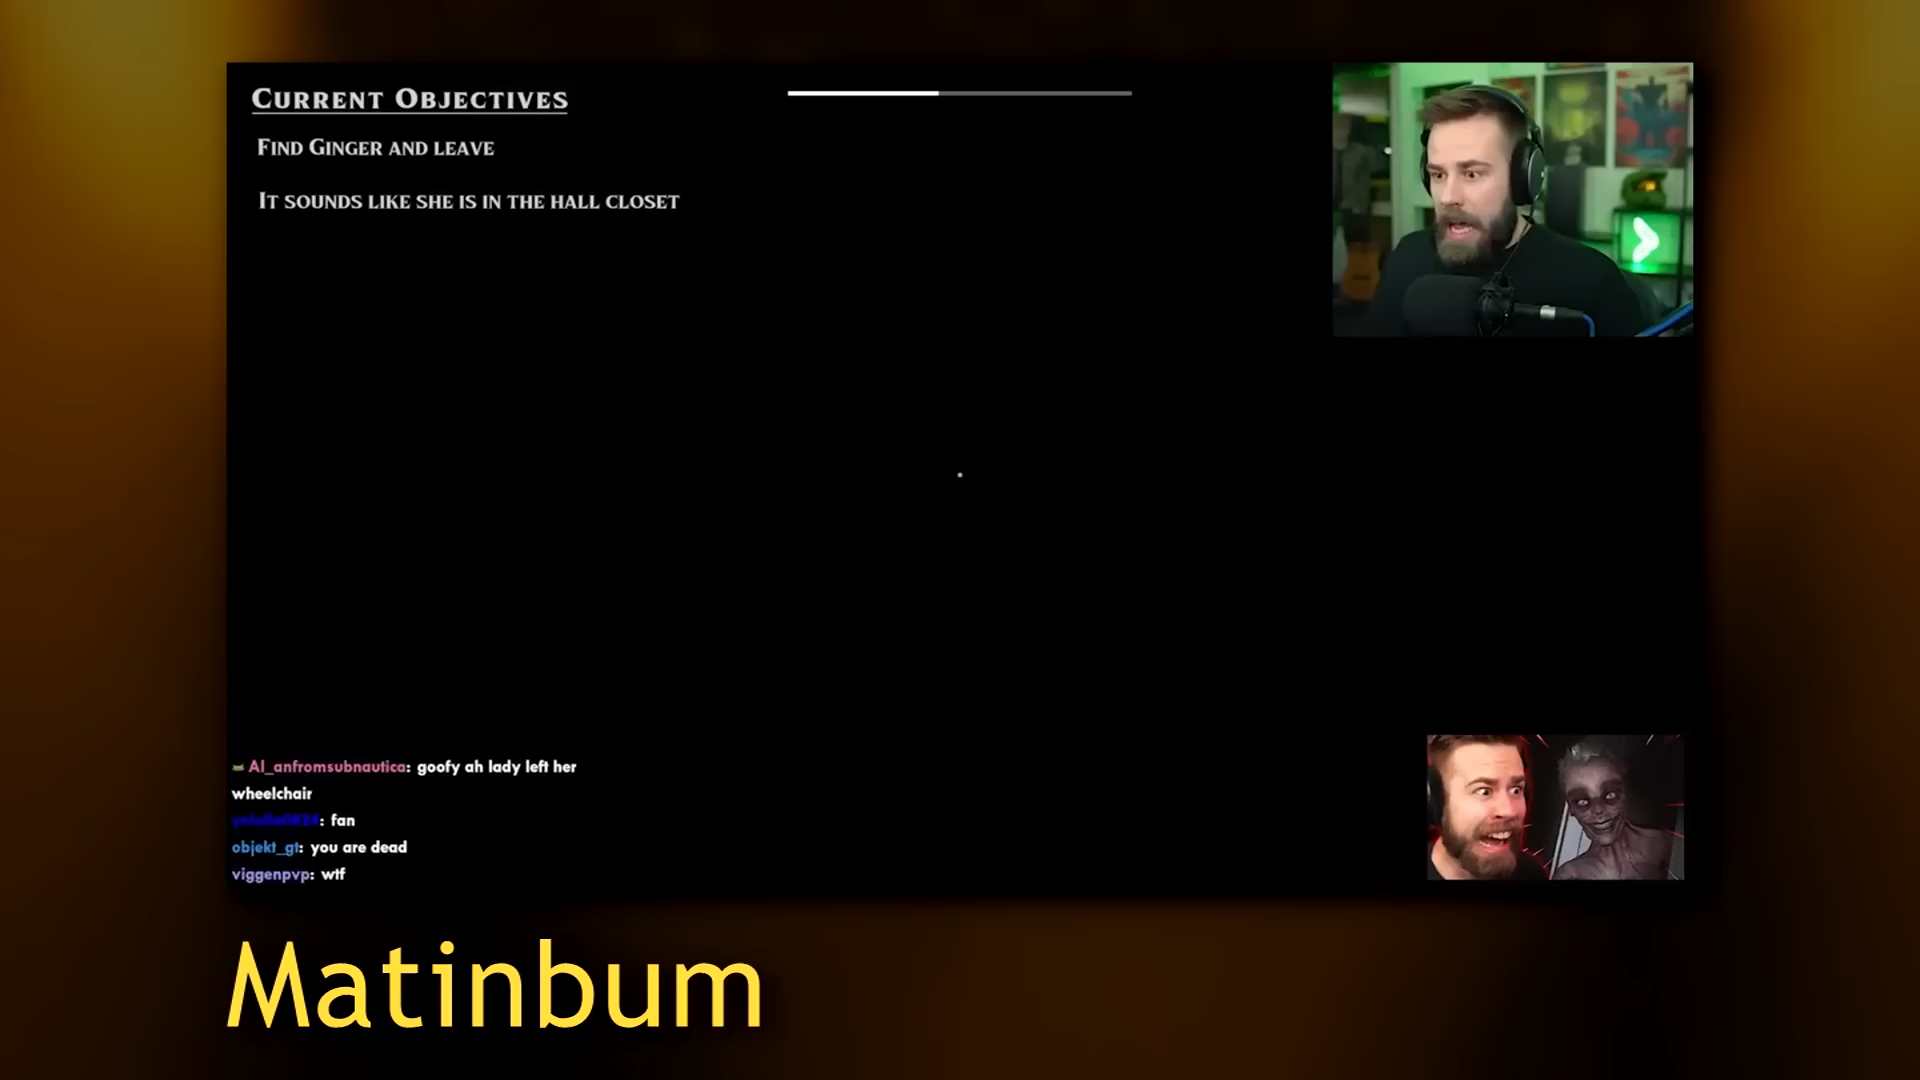 CURRENT OBJECTIVES
FIND GINGER AND LEAVE
IT SOUNDS LIKE SHE IS IN THE HALL CLOSET
AI_anfromsubnautica: goofy ah lady left her
wheelchair
: fan
objekt_gt: you are dead
viggenpvp: wtf
Matinbum